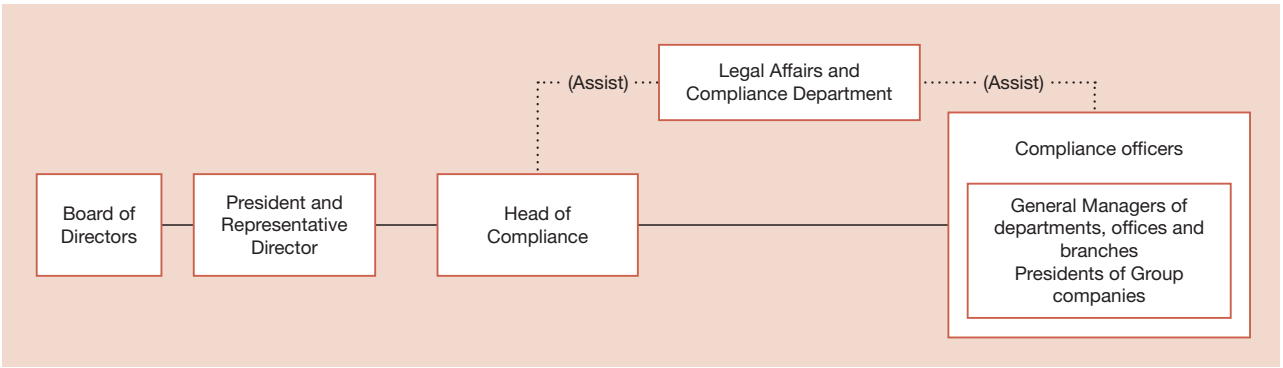 Legal Affairs and
Compliance Department
(Assist)
(Assist)
Board of
Directors
President and
Representative
Director
Head of
Compliance
Compliance officers
General Managers of
departments, offices and
branches
Presidents of Group
companies